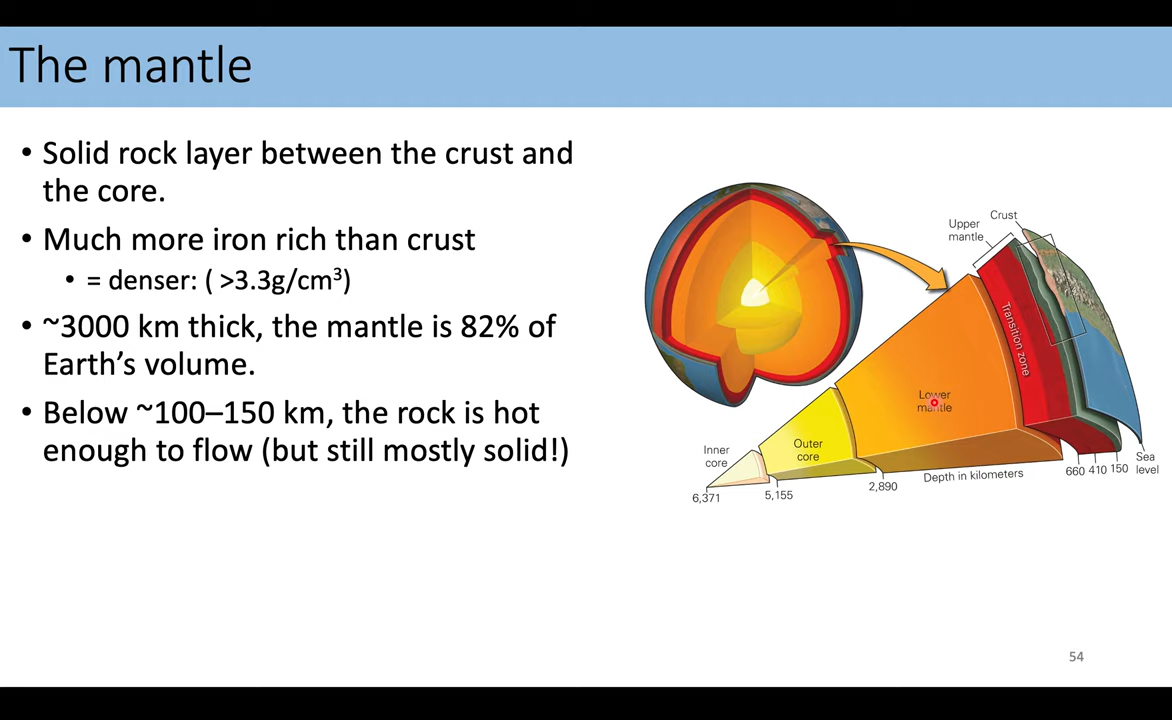 The mantle
• Solid rock layer between the crust and
the core.
• Much more iron rich than crust
• = denser: ( >3.3g/cm³)
• ~3000 km thick, the mantle is 82% of
Earth’s volume.
• Below ~100–150 km, the rock is hot
enough to flow (but still mostly solid!)
Crust
Upper
mantle
Transition zone
Lower
mantle
Outer
core
Inner
core
6,371
5,155
2,890
Depth in kilometers
660
410
150
Sea
level
54